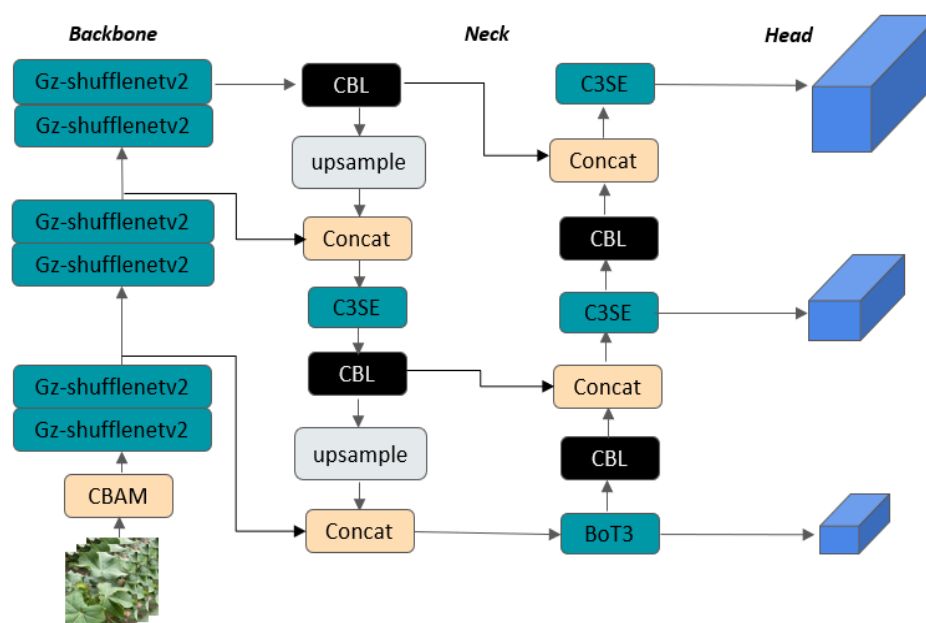 Backbone
Neck
Head
Gz-shufflenetv2
Gz-shufflenetv2
Gz-shufflenetv2
Gz-shufflenetv2
Gz-shufflenetv2
Gz-shufflenetv2
CBAM
CBL
upsample
Concat
C3SE
CBL
upsample
Concat
C3SE
Concat
CBL
C3SE
Concat
CBL
BoT3